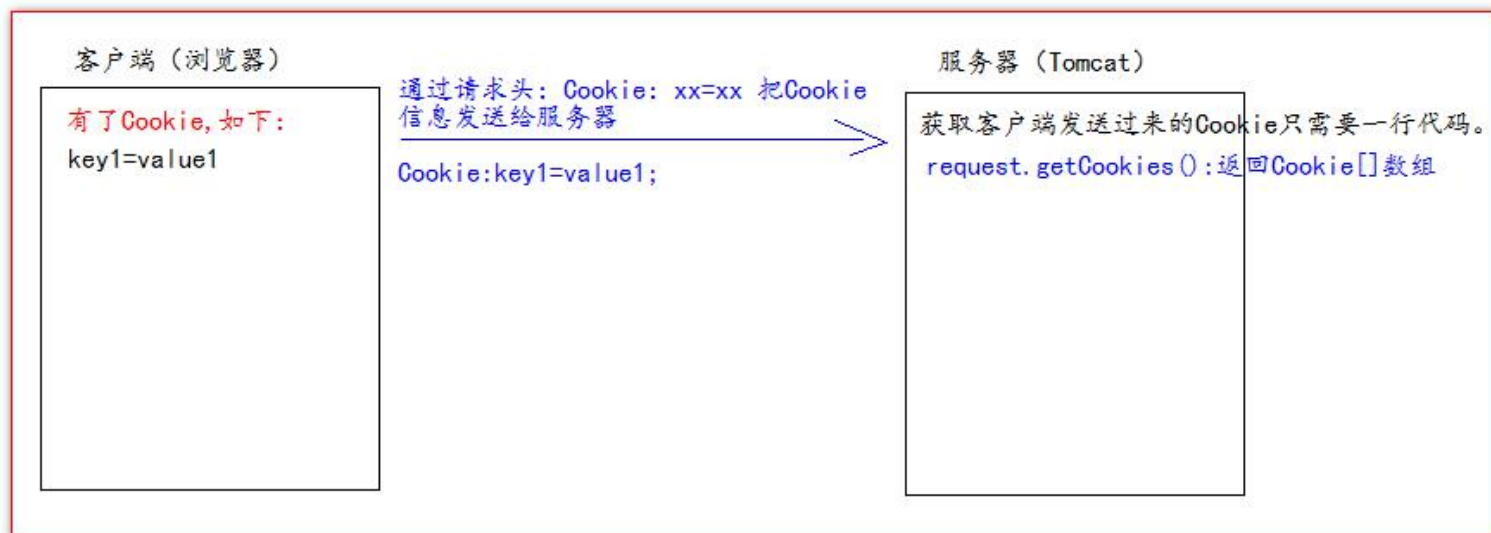 客户端（浏览器）
有了Cookie,如下：
key1=value1
通过请求头：Cookie：xx=xx 把Cookie
信息发送给服务器
Cookie:key1=value1;
服务器（Tomcat）
获取客户端发送过来的Cookie只需要一行代码。
request.getCookies():返回Cookie[]数组